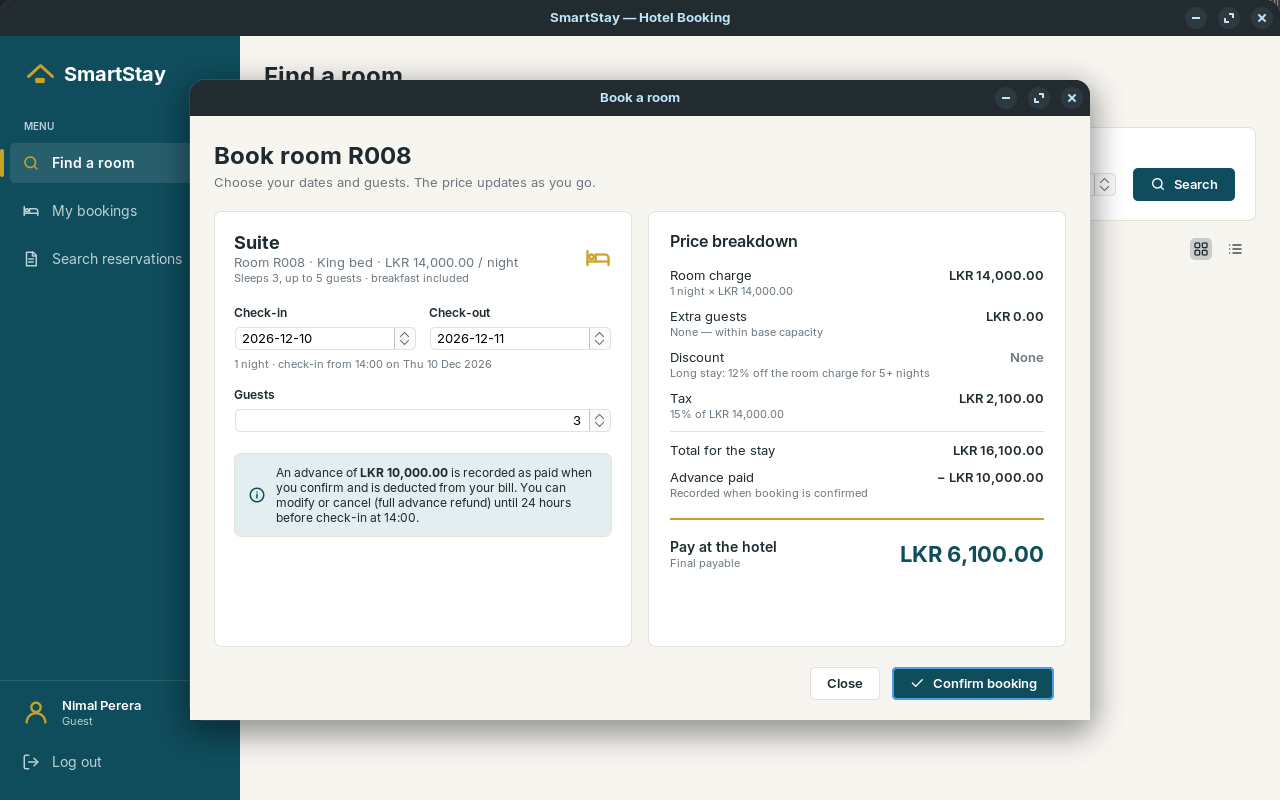 SmartStay — Hotel Booking
SmartStay
MENU
Find a room
My bookings
Search reservations
Nimal Perera
Guest
Log out
Find a room
Search
Book a room
Book room R008
Choose your dates and guests. The price updates as you go.
Suite
Room R008 · King bed · LKR 14,000.00 / night
Sleeps 3, up to 5 guests · breakfast included
Check-in
Check-out
2026-12-10
2026-12-11
1 night · check-in from 14:00 on Thu 10 Dec 2026
Guests
3
An advance of LKR 10,000.00 is recorded as paid when
you confirm and is deducted from your bill. You can
modify or cancel (full advance refund) until 24 hours
before check-in at 14:00.
Price breakdown
Room charge LKR 14,000.00
1 night × LKR 14,000.00
Extra guests LKR 0.00
None — within base capacity
Discount None
Long stay: 12% off the room charge for 5+ nights
Tax LKR 2,100.00
15% of LKR 14,000.00
Total for the stay LKR 16,100.00
Advance paid − LKR 10,000.00
Recorded when booking is confirmed
Pay at the hotel LKR 6,100.00
Final payable
Close
Confirm booking